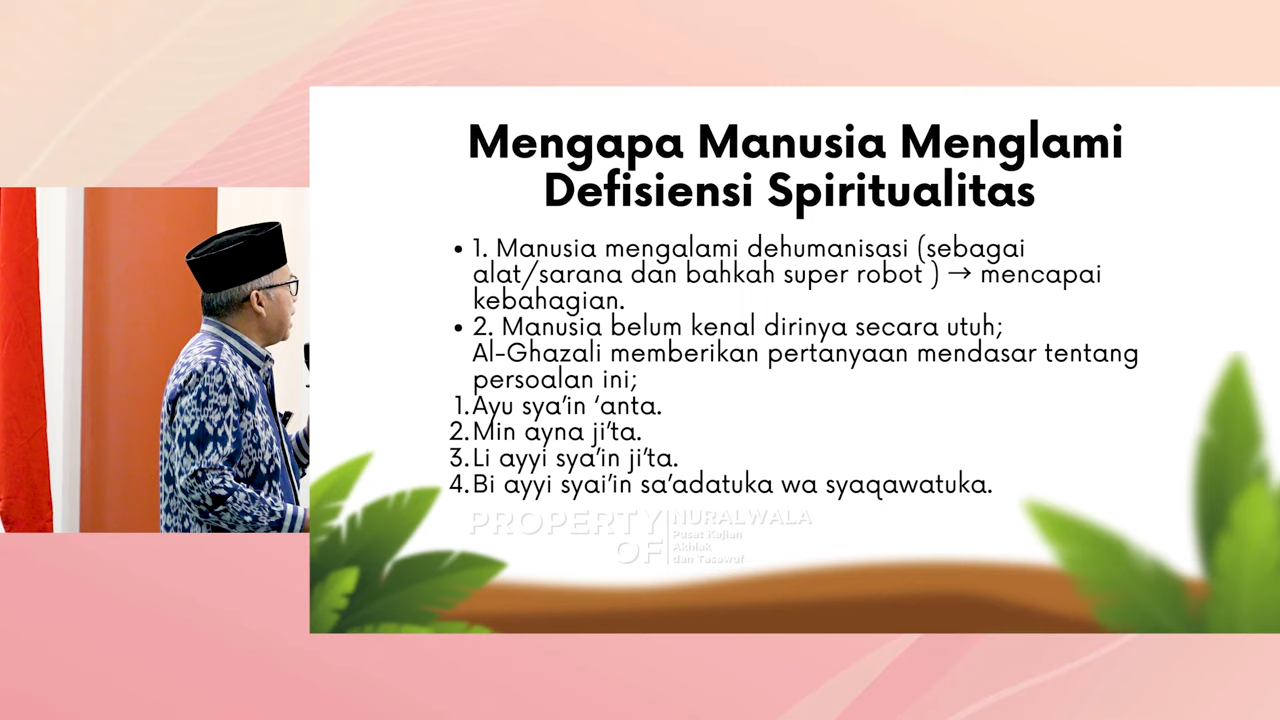 Mengapa Manusia Menglami
Defisiensi Spiritualitas
• 1. Manusia mengalami dehumanisasi (sebagai
alat/sarana dan bahkah super robot ) → mencapai
kebahagian.
• 2. Manusia belum kenal dirinya secara utuh;
Al-Ghazali memberikan pertanyaan mendasar tentang
persoalan ini;
1. Ayu sya’in ‘anta.
2. Min ayna ji’ta.
3. Li ayyi sya’in ji’ta.
4. Bi ayyi syai’in sa’adatuka wa syaqawatuka.
PROPERTY
OF
NURALWALA
Pusat Kajian
Akhlak
dan Tasawuf